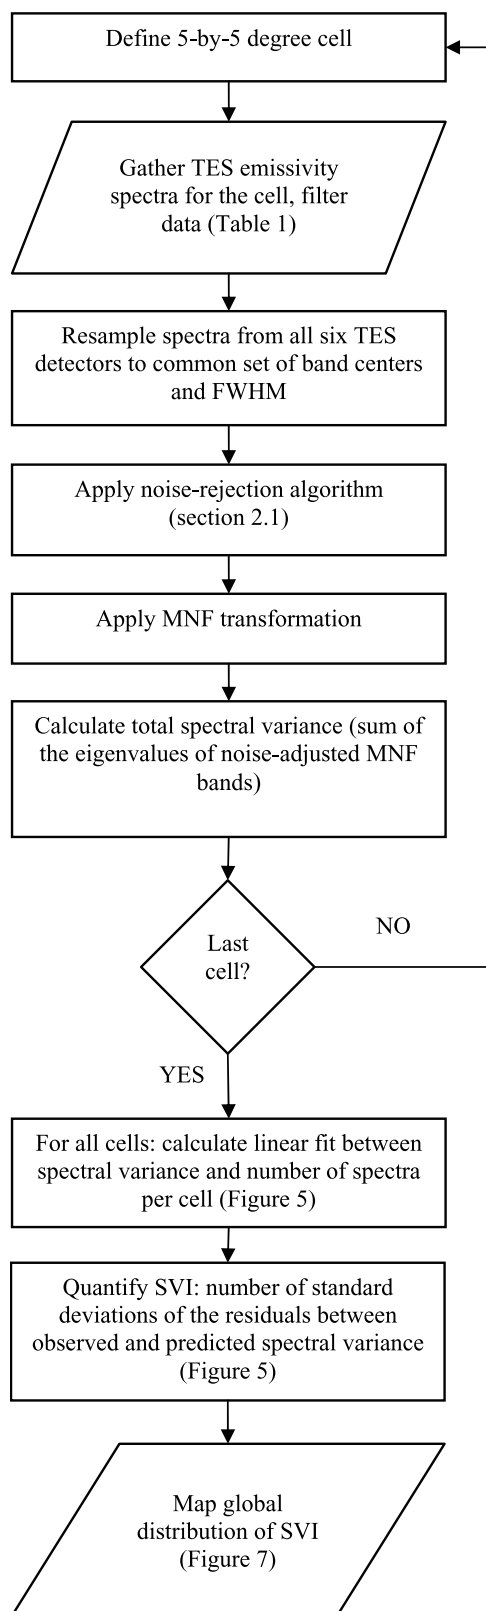 Define 5-by-5 degree cell
Gather TES emissivity
spectra for the cell, filter
data (Table 1)
Resample spectra from all six TES
detectors to common set of band centers
and FWHM
Apply noise-rejection algorithm
(section 2.1)
Apply MNF transformation
Calculate total spectral variance (sum of
the eigenvalues of noise-adjusted MNF
bands)
Last
cell?
NO
YES
For all cells: calculate linear fit between
spectral variance and number of spectra
per cell (Figure 5)
Quantify SVI: number of standard
deviations of the residuals between
observed and predicted spectral variance
(Figure 5)
Map global
distribution of SVI
(Figure 7)